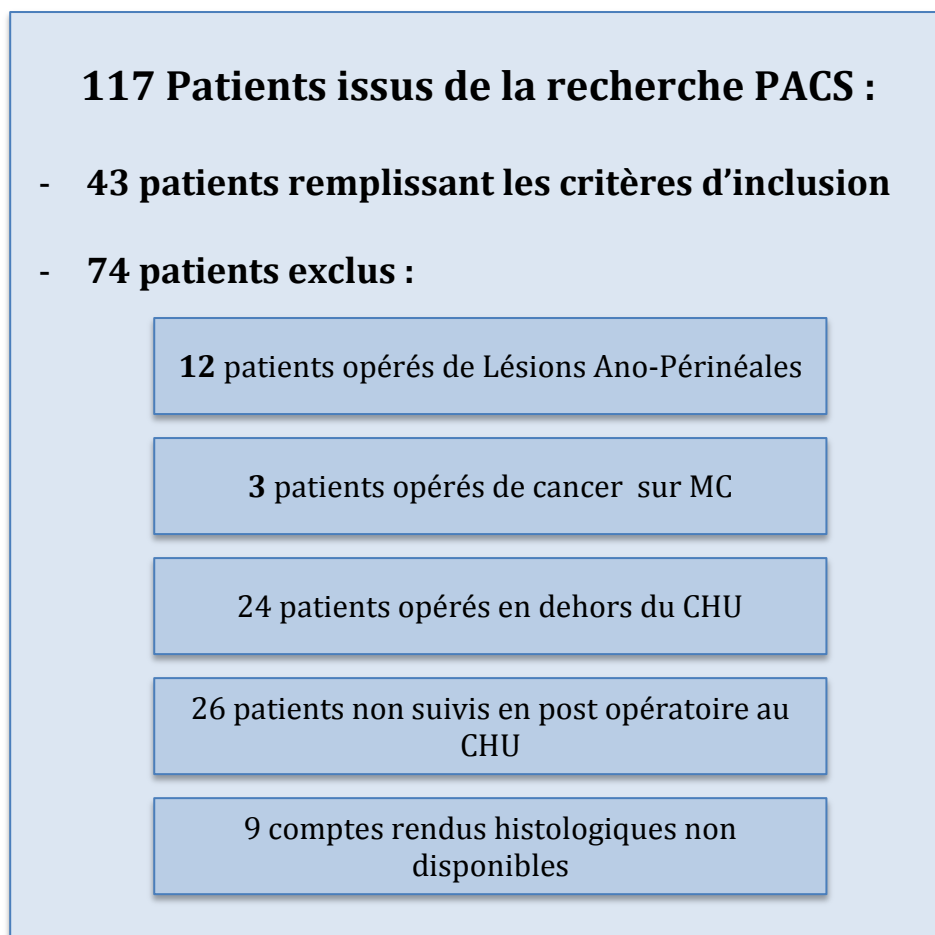 117 Patients issus de la recherche PACS :
- 43 patients remplissant les critères d’inclusion
- 74 patients exclus :
12 patients opérés de Lésions Ano-Périnéales
3 patients opérés de cancer sur MC
24 patients opérés en dehors du CHU
26 patients non suivis en post opératoire au
CHU
9 comptes rendus histologiques non
disponibles